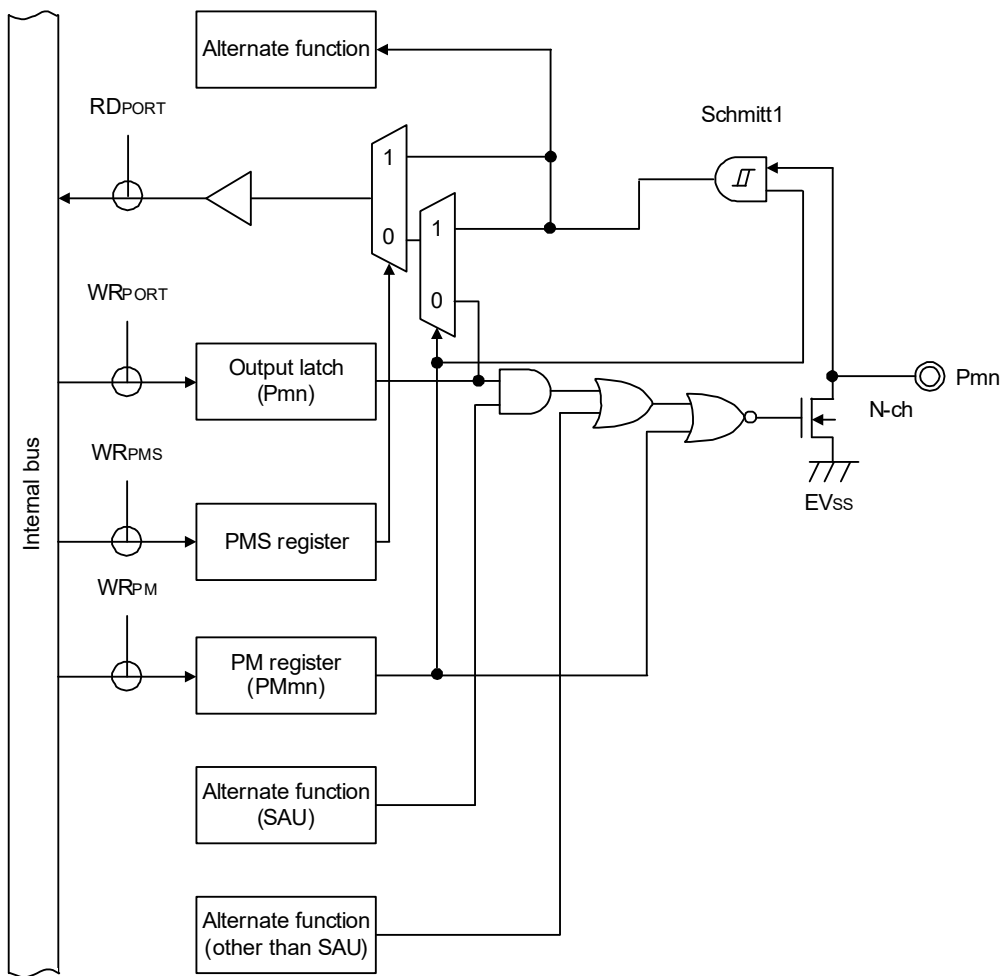 Alternate function
RDPORT
Schmitt1
1
0
1
0
WRPORT
Output latch
(Pmn)
Pmn
N-ch
EVSS
WRPMS
PMS register
Internal bus
WRPM
PM register
(PMmn)
Alternate function
(SAU)
Alternate function
(other than SAU)